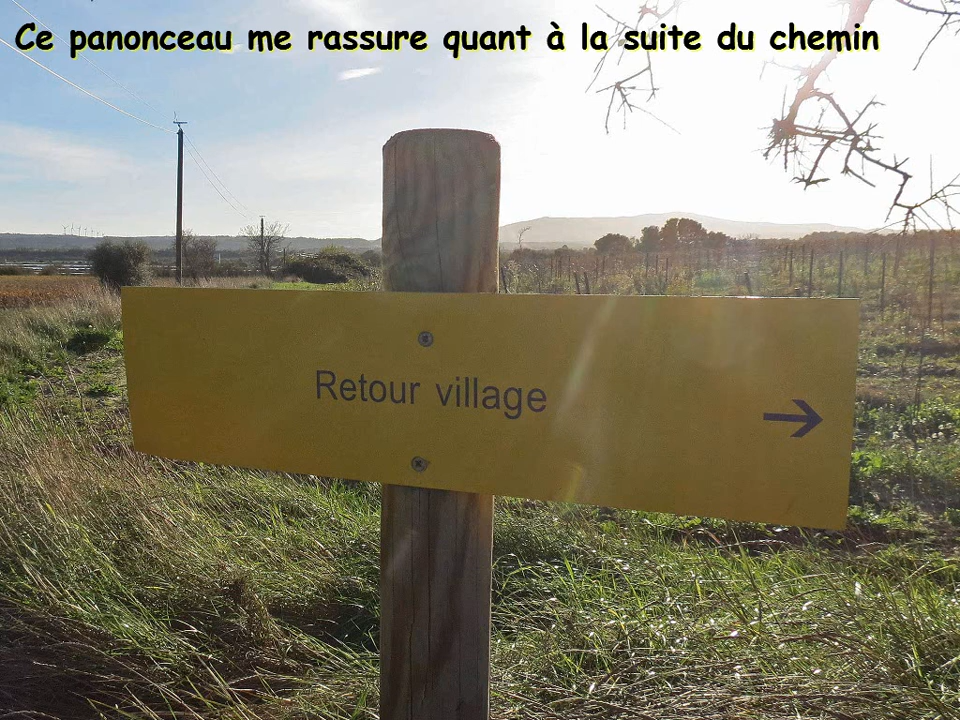 Ce panonceau me rassure quant à la suite du chemin
Retour village →